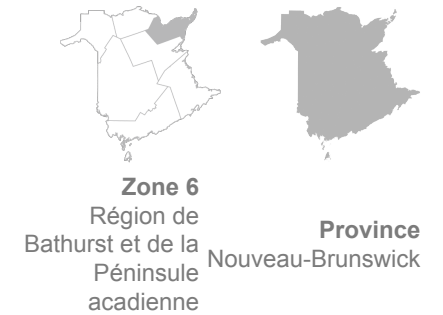 Zone 6
Région de
Bathurst et de la
Péninsule
acadienne
Province
Nouveau-Brunswick